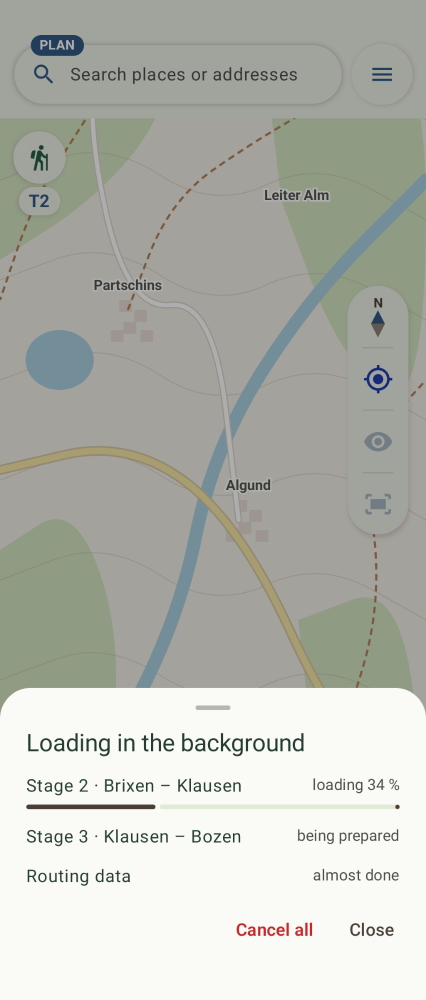 PLAN
Search places or addresses
T2
Leiter Alm
Partschins
N
Algund
Loading in the background
Stage 2 · Brixen – Klausen loading 34 %
Stage 3 · Klausen – Bozen being prepared
Routing data almost done
Cancel all Close